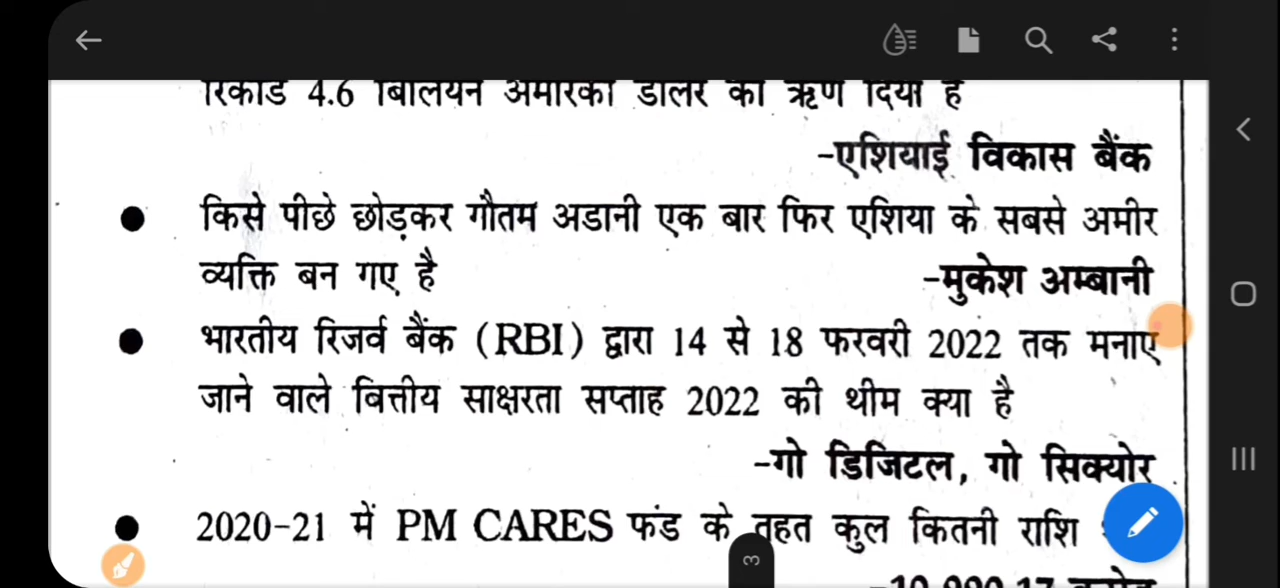 रिकॉर्ड 4.6 बिलियन अमेरिकी डॉलर का ऋण दिया है
-एशियाई विकास बैंक
● किसे पीछे छोड़कर गौतम अडानी एक बार फिर एशिया के सबसे अमीर
व्यक्ति बन गए है -मुकेश अम्बानी
● भारतीय रिजर्व बैंक (RBI) द्वारा 14 से 18 फरवरी 2022 तक मनाए
जाने वाले वित्तीय साक्षरता सप्ताह 2022 की थीम क्या है
-गो डिजिटल, गो सिक्योर
● 2020-21 में PM CARES फंड के तहत कुल कितनी राशि
3